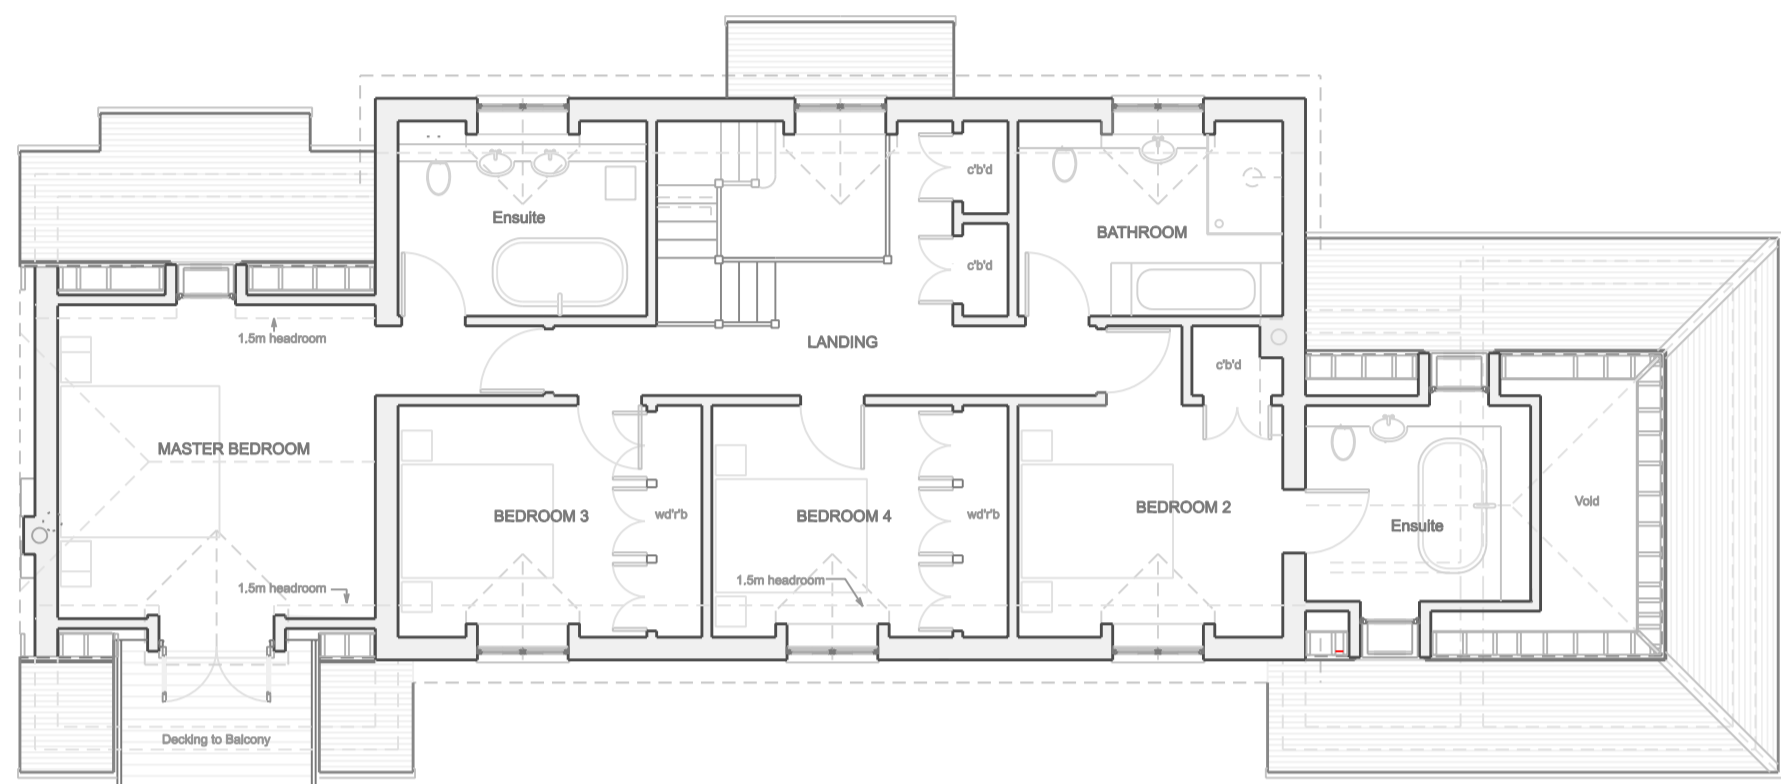 c'b'd
Ensuite
BATHROOM
c'b'd
1.5m headroom
LANDING
c'b'd
MASTER BEDROOM
BEDROOM 3
wd'r'b
BEDROOM 4
wd'r'b
BEDROOM 2
Ensuite
Void
1.5m headroom
1.5m headroom
Decking to Balcony